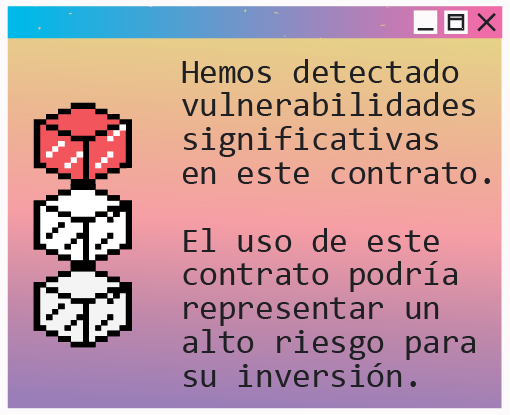 Hemos detectado
vulnerabilidades
significativas
en este contrato.
El uso de este
contrato podría
representar un
alto riesgo para
su inversión.